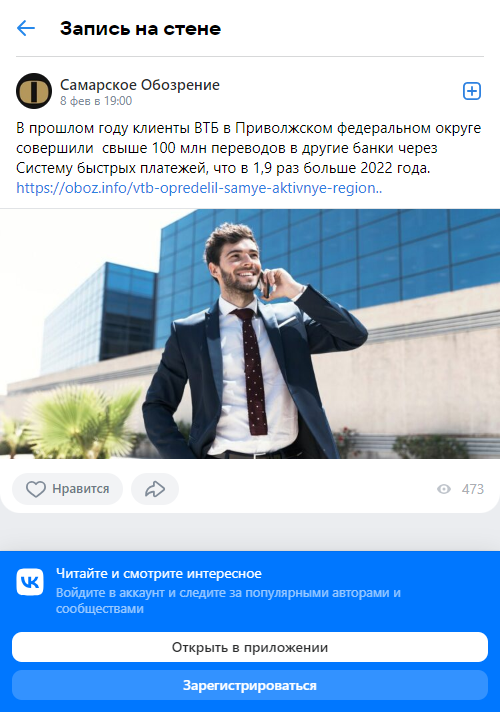 Запись на стене
Самарское Обозрение
8 фев в 19:00
В прошлом году клиенты ВТБ в Приволжском федеральном округе
совершили  свыше 100 млн переводов в другие банки через
Систему быстрых платежей, что в 1,9 раз больше 2022 года.
https://oboz.info/vtb-opredelil-samye-aktivnye-region..
Нравится
473
Читайте и смотрите интересное
Войдите в аккаунт и следите за популярными авторами и
сообществами
Открыть в приложении
Зарегистрироваться